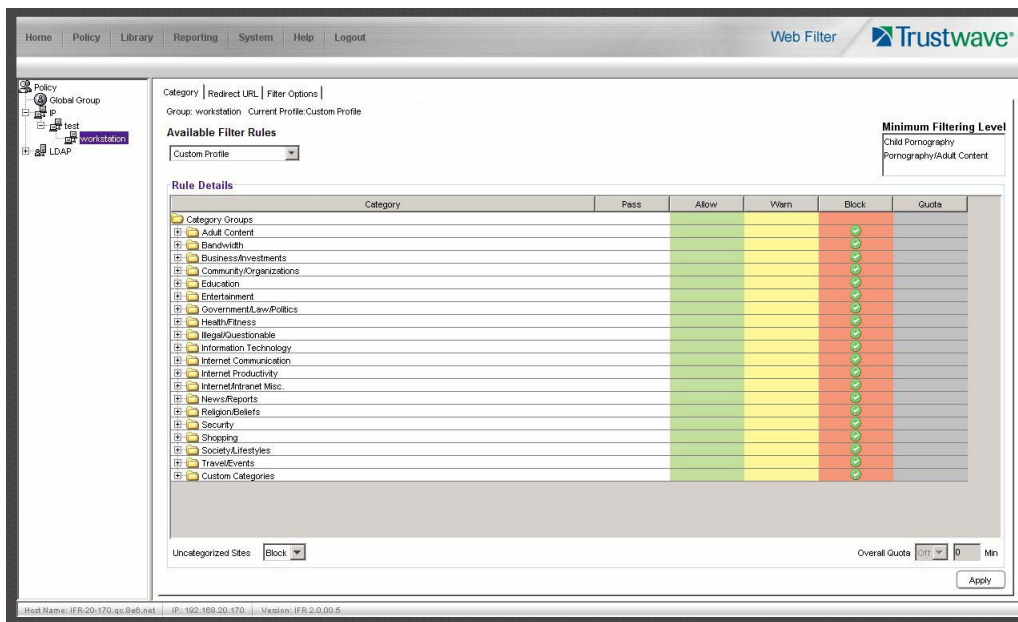 Home Policy Library Reporting System Help Logout Web Filter Trustwave®
Policy
Global Group
IP
test
workstation
LDAP
Category Redirect URL Filter Options
Group: workstation Current Profile:Custom Profile
Available Filter Rules
Custom Profile
Minimum Filtering Level
Child Pornography
Pornography/Adult Content
Rule Details
Category Pass Allow Warn Block Quota
Category Groups
Adult Content
Bandwidth
Business/Investments
Community/Organizations
Education
Entertainment
Government/Law/Politics
Health/Fitness
Illegal/Questionable
Information Technology
Internet Communication
Internet Productivity
Internet/Intranet Misc.
News/Reports
Religion/Beliefs
Security
Shopping
Society/Lifestyles
Travel/Events
Custom Categories
Uncategorized Sites Block Overall Quota Off 0 Min
Apply
Host Name: IFR-20-170.qc.8e6.net IP: 192.168.20.170 Version: IFR 2.0.00.5